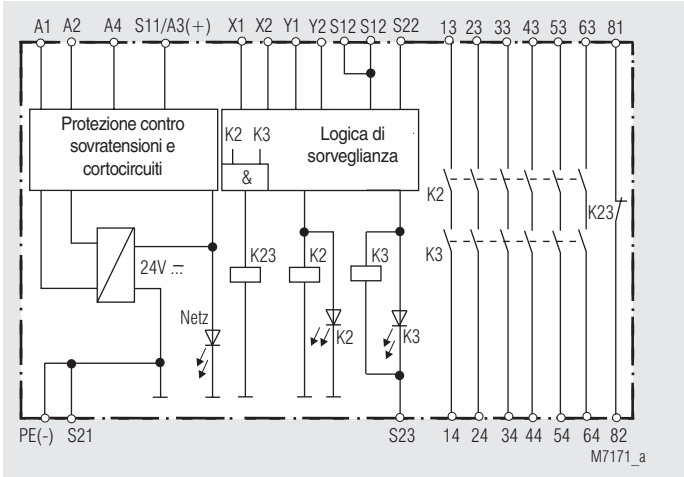 A1 A2 A4 S11/A3(+) X1 X2 Y1 Y2 S12 S12 S22 13 23 33 43 53 63 81
Protezione contro
sovratensioni e
cortocircuiti
K2 K3
&
Logica di
sorveglianza
K2
K23
K3
24V
K23
K2
K3
Netz
K2
K3
PE(-) S21 S23 14 24 34 44 54 64 82
M7171_a